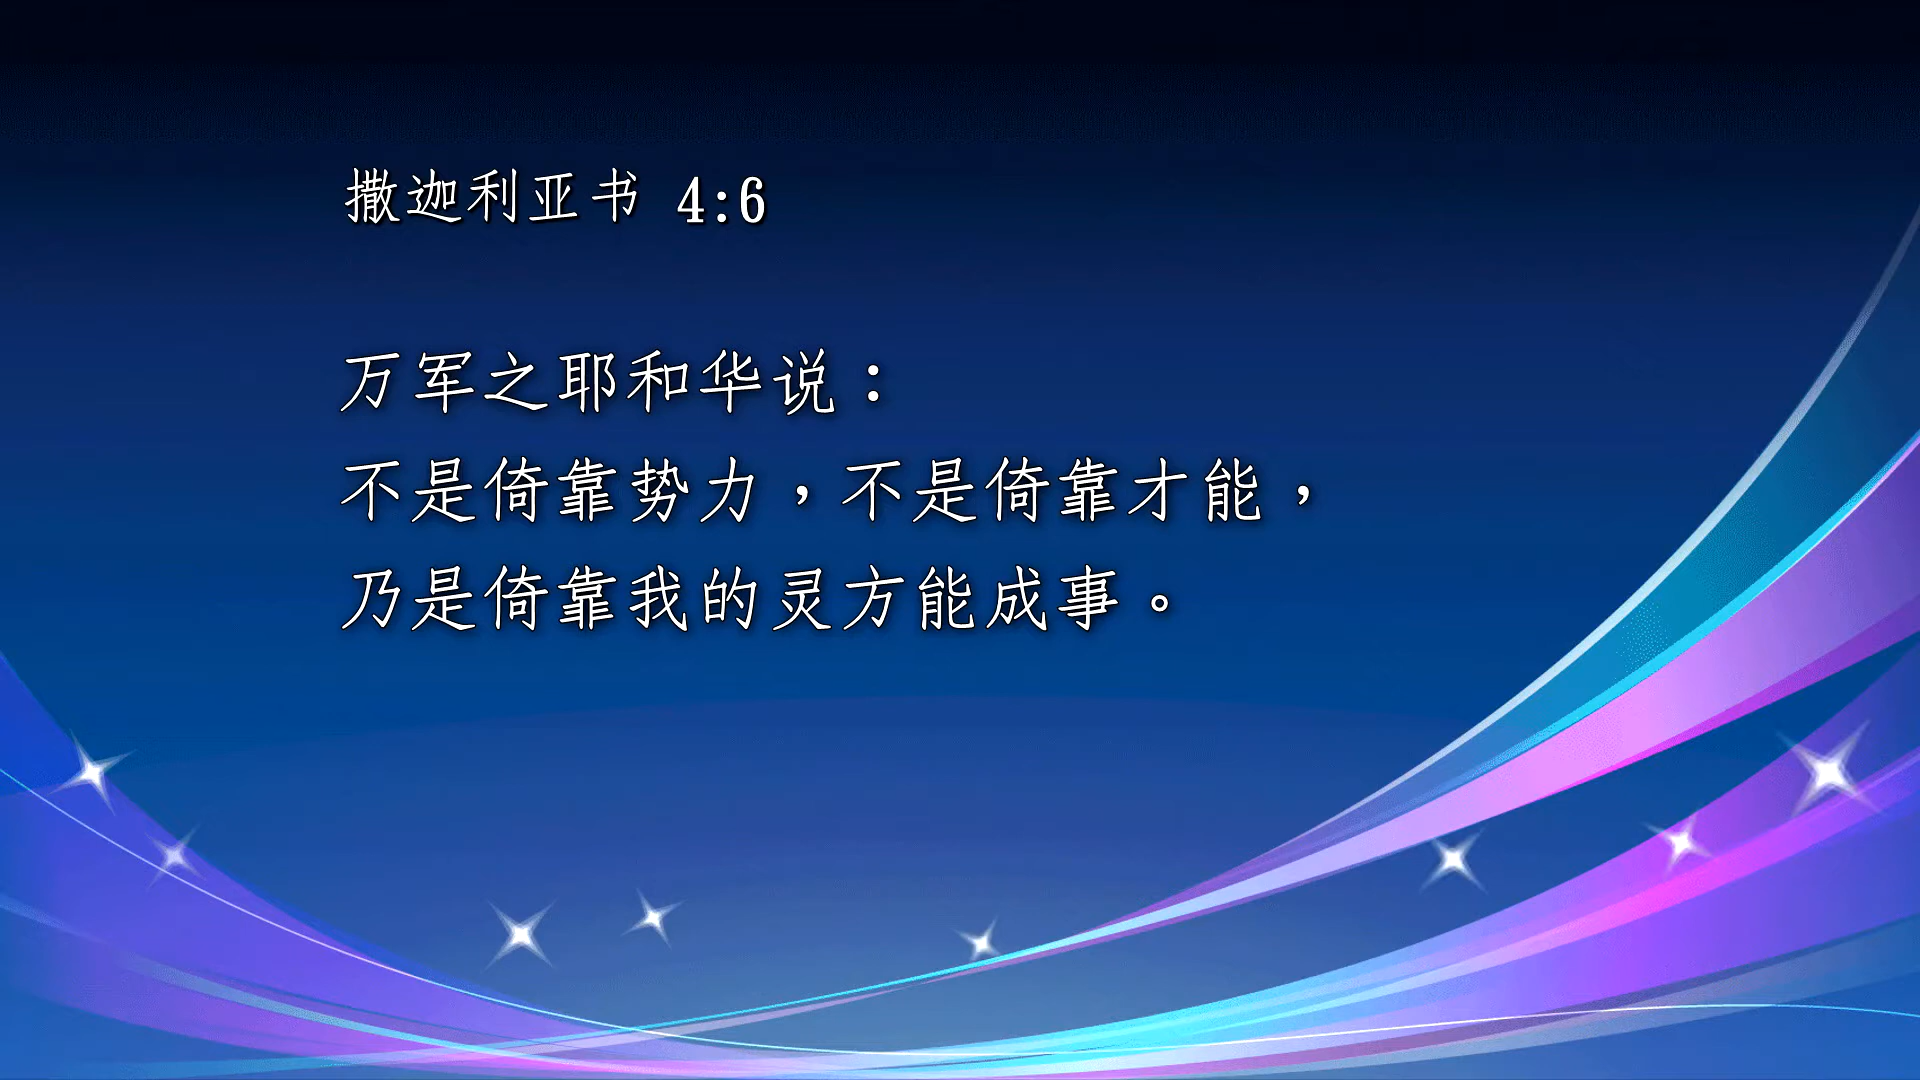 撒迦利亚书 4:6
万军之耶和华说：
不是倚靠势力，不是倚靠才能，
乃是倚靠我的灵方能成事。